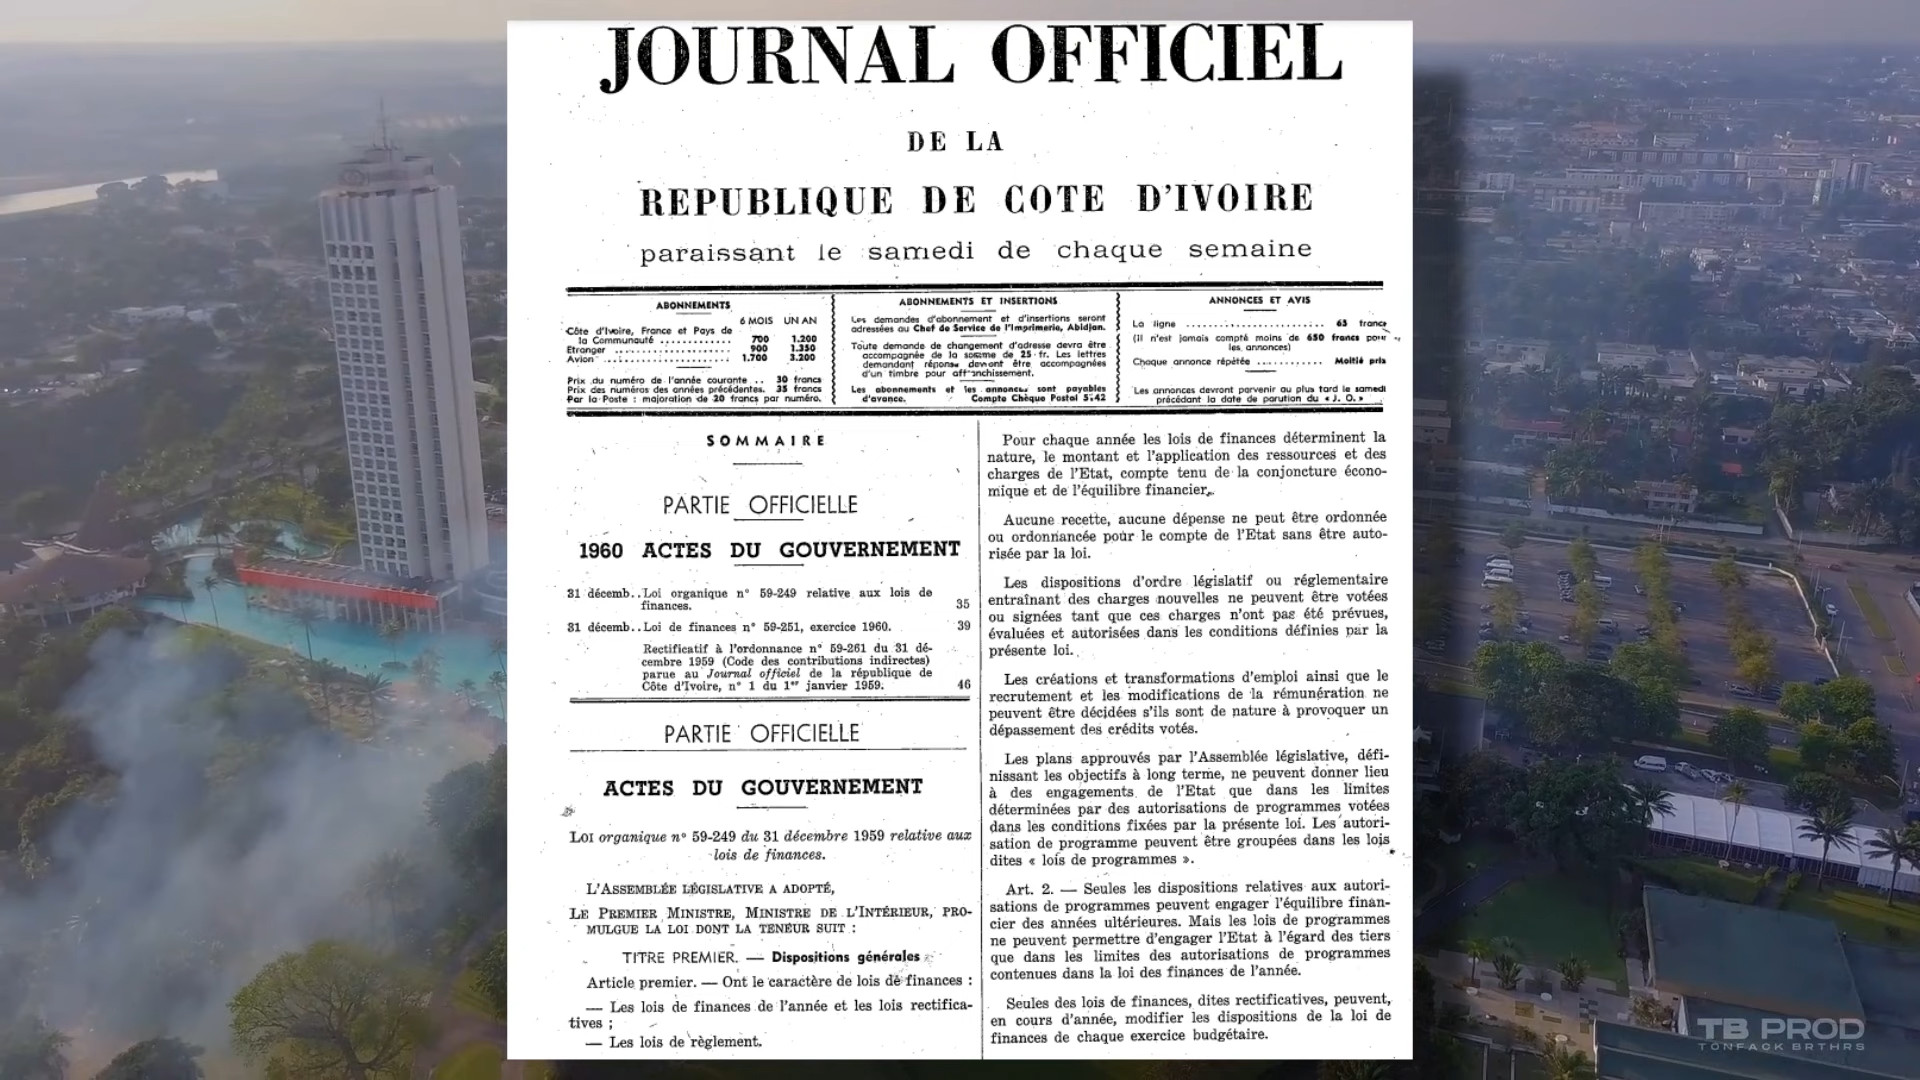 JOURNAL OFFICIEL
DE LA
REPUBLIQUE DE COTE D'IVOIRE
paraissant le samedi de chaque semaine
ABONNEMENTS
6 MOIS UN AN
Côte d'Ivoire, France et Pays de
la Communauté ............ 700 1.200
Etranger .................... 900 1.350
Avion ...................... 1.700 3.200
Prix du numéro de l'année courante .. 30 francs
Prix des numéros des années précédentes. 35 francs
Par la Poste : majoration de 20 francs par numéro.
ABONNEMENTS ET INSERTIONS
Les demandes d'abonnement et d'insertions seront
adressées au Chef de Service de l'Imprimerie, Abidjan.
Toute demande de changement d'adresse devra être
accompagnée de la somme de 25 fr. Les lettres
demandant réponse devront être accompagnées
d'un timbre pour affranchissement.
Les abonnements et les annonces sont payables
d'avance. Compte Chèque Postal 5.42
ANNONCES ET AVIS
La ligne ........................ 65 francs
(il n'est jamais compté moins de 650 francs pour
les annonces)
Chaque annonce répétée ............ Moitié prix
Les annonces devront parvenir au plus tard le samedi
précédant la date de parution du « J. O. »
SOMMAIRE
PARTIE OFFICIELLE
1960 ACTES DU GOUVERNEMENT
31 décemb..Loi organique n° 59-249 relative aux lois de
finances. 35
31 décemb..Loi de finances n° 59-251, exercice 1960. 39
Rectificatif à l'ordonnance n° 59-261 du 31 dé-
cembre 1959 (Code des contributions indirectes)
parue au Journal officiel de la république de
Côte d'Ivoire, n° 1 du 1er janvier 1959. 46
PARTIE OFFICIELLE
ACTES DU GOUVERNEMENT
LOI organique n° 59-249 du 31 décembre 1959 relative aux
lois de finances.
L'ASSEMBLÉE LÉGISLATIVE A ADOPTÉ,
LE PREMIER MINISTRE, MINISTRE DE L'INTÉRIEUR, PRO-
MULGUE LA LOI DONT LA TENEUR SUIT :
TITRE PREMIER. — Dispositions générales
Article premier. — Ont le caractère de lois de finances :
— Les lois de finances de l'année et les lois rectifica-
tives ;
— Les lois de règlement.
Pour chaque année les lois de finances déterminent la
nature, le montant et l'application des ressources et des
charges de l'Etat, compte tenu de la conjoncture écono-
mique et de l'équilibre financier.
Aucune recette, aucune dépense ne peut être ordonnée
ou ordonnancée pour le compte de l'Etat sans être auto-
risée par la loi.
Les dispositions d'ordre législatif ou réglementaire
entraînant des charges nouvelles ne peuvent être votées
ou signées tant que ces charges n'ont pas été prévues,
évaluées et autorisées dans les conditions définies par la
présente loi.
Les créations et transformations d'emploi ainsi que le
recrutement et les modifications de la rémunération ne
peuvent être décidées s'ils sont de nature à provoquer un
dépassement des crédits votés.
Les plans approuvés par l'Assemblée législative, défi-
nissant les objectifs à long terme, ne peuvent donner lieu
à des engagements de l'Etat que dans les limites
déterminées par des autorisations de programmes votées
dans les conditions fixées par la présente loi. Les autori-
sation de programme peuvent être groupées dans les lois
dites « lois de programmes ».
Art. 2. — Seules les dispositions relatives aux autori-
sations de programmes peuvent engager l'équilibre finan-
cier des années ultérieures. Mais les lois de programmes
ne peuvent permettre d'engager l'Etat à l'égard des tiers
que dans les limites des autorisations de programmes
contenues dans la loi des finances de l'année.
Seules des lois de finances, dites rectificatives, peuvent,
en cours d'année, modifier les dispositions de la loi de
finances de chaque exercice budgétaire.
TB PROD
TONFACK BRTHRS